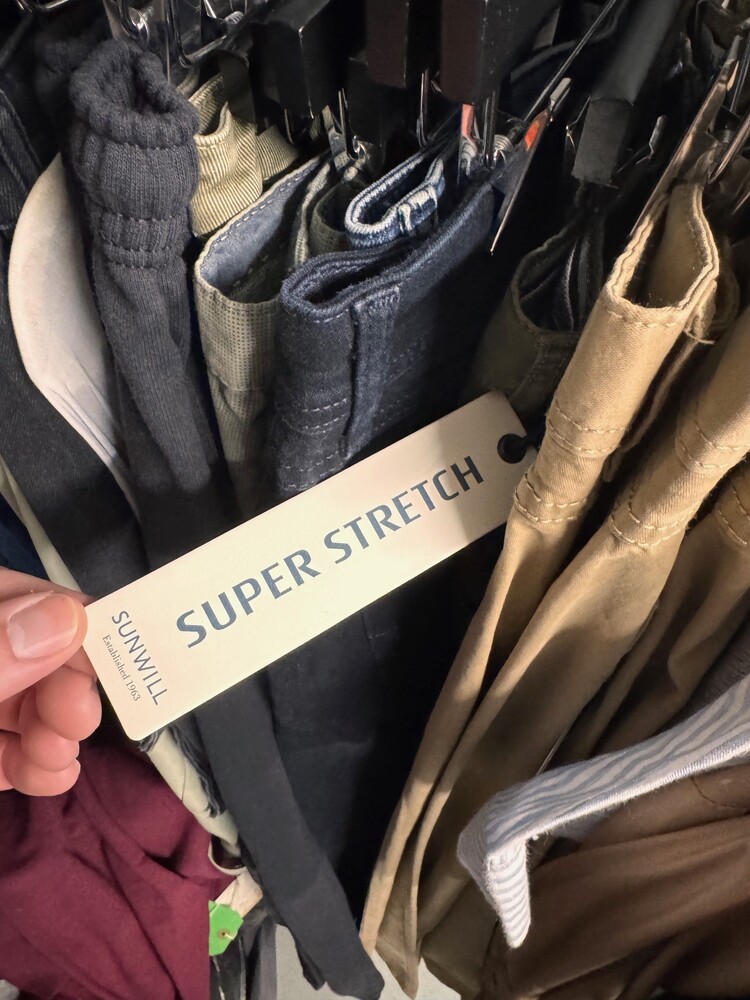 SUPER STRETCH
SUNWILL
Established 1963